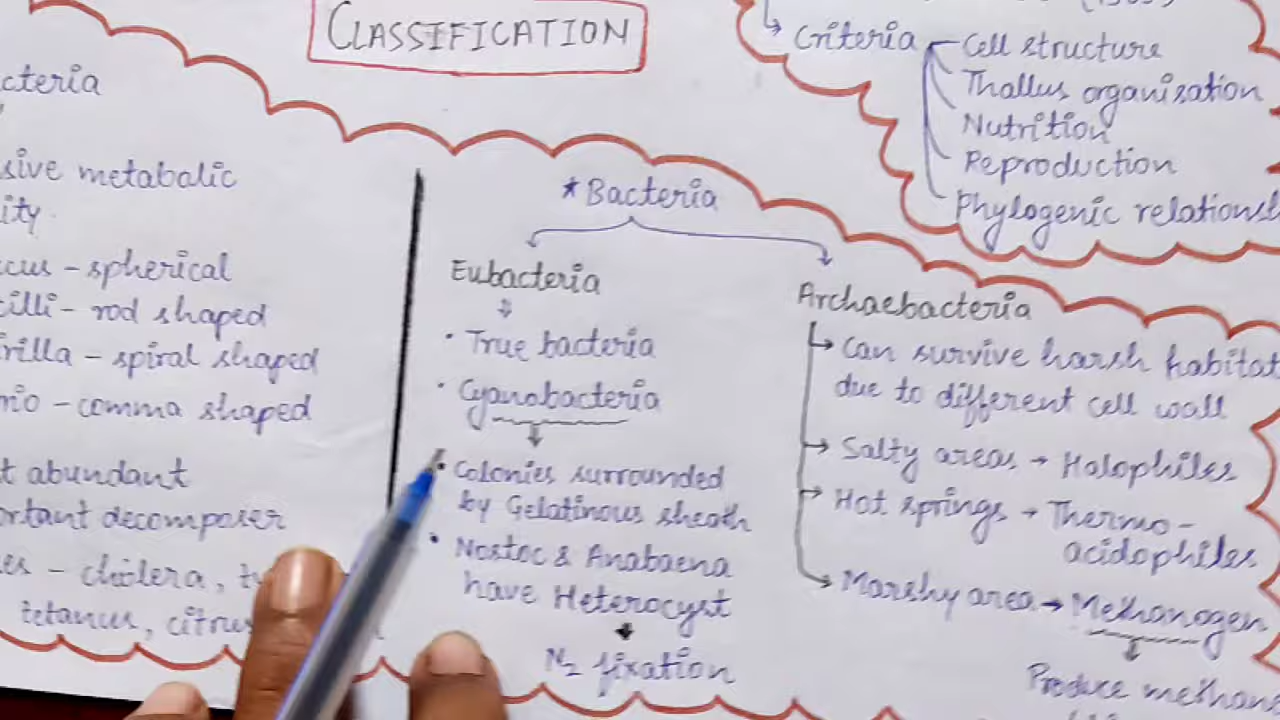 CLASSIFICATION
Criteria
Cell structure
Thallus organisation
Nutrition
Reproduction
Phylogenic relations
cteria
sive metabalic
ity
cus - spherical
illi - rod shaped
rilla - spiral shaped
rio - comma shaped
t abundant
ortant decomposer
es - cholera,
tetanus, citrus
* Bacteria
Eubacteria
• True bacteria
• Cyanobacteria
• Colonies surrounded
by Gelatinous sheath
• Nostoc & Anabaena
have Heterocyst
N2 fixation
Archaebacteria
Can survive harsh habitat
due to different cell wall
Salty areas → Halophiles
Hot springs → Thermo-
acidophiles
Marshy area → Methanogen
Produce methan